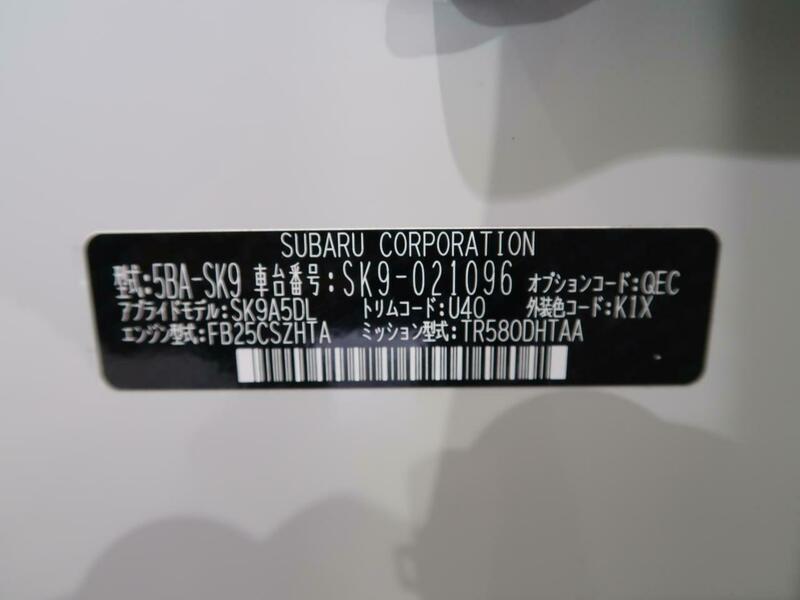 SUBARU CORPORATION
型式:5BA-SK9 車台番号:SK9-021096 オプションコード:QEC
アプライドモデル:SK9A5DL トリムコード:U40 外装色コード:K1X
エンジン型式:FB25CSZHTA ミッション型式:TR580DHTAA